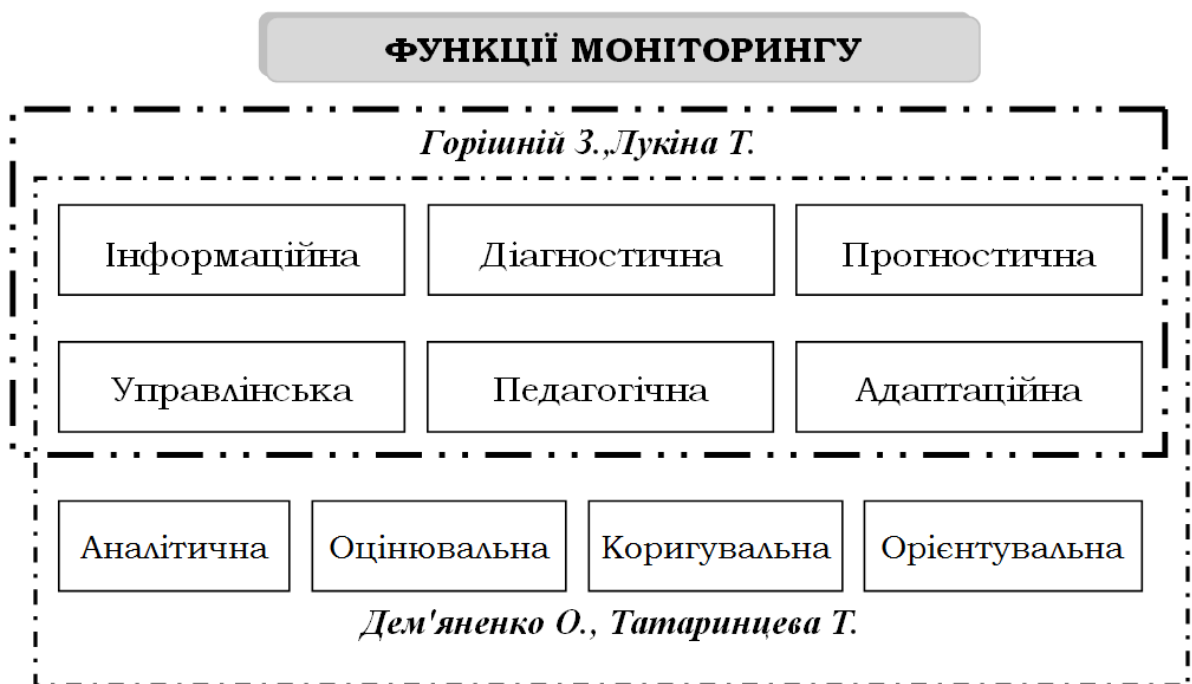 ФУНКЦІЇ МОНІТОРИНГУ
Горішній З.,Лукіна Т.
Інформаційна Діагностична Прогностична
Управлінська Педагогічна Адаптаційна
Аналітична Оцінювальна Коригувальна Орієнтувальна
Дем'яненко О., Татаринцева Т.